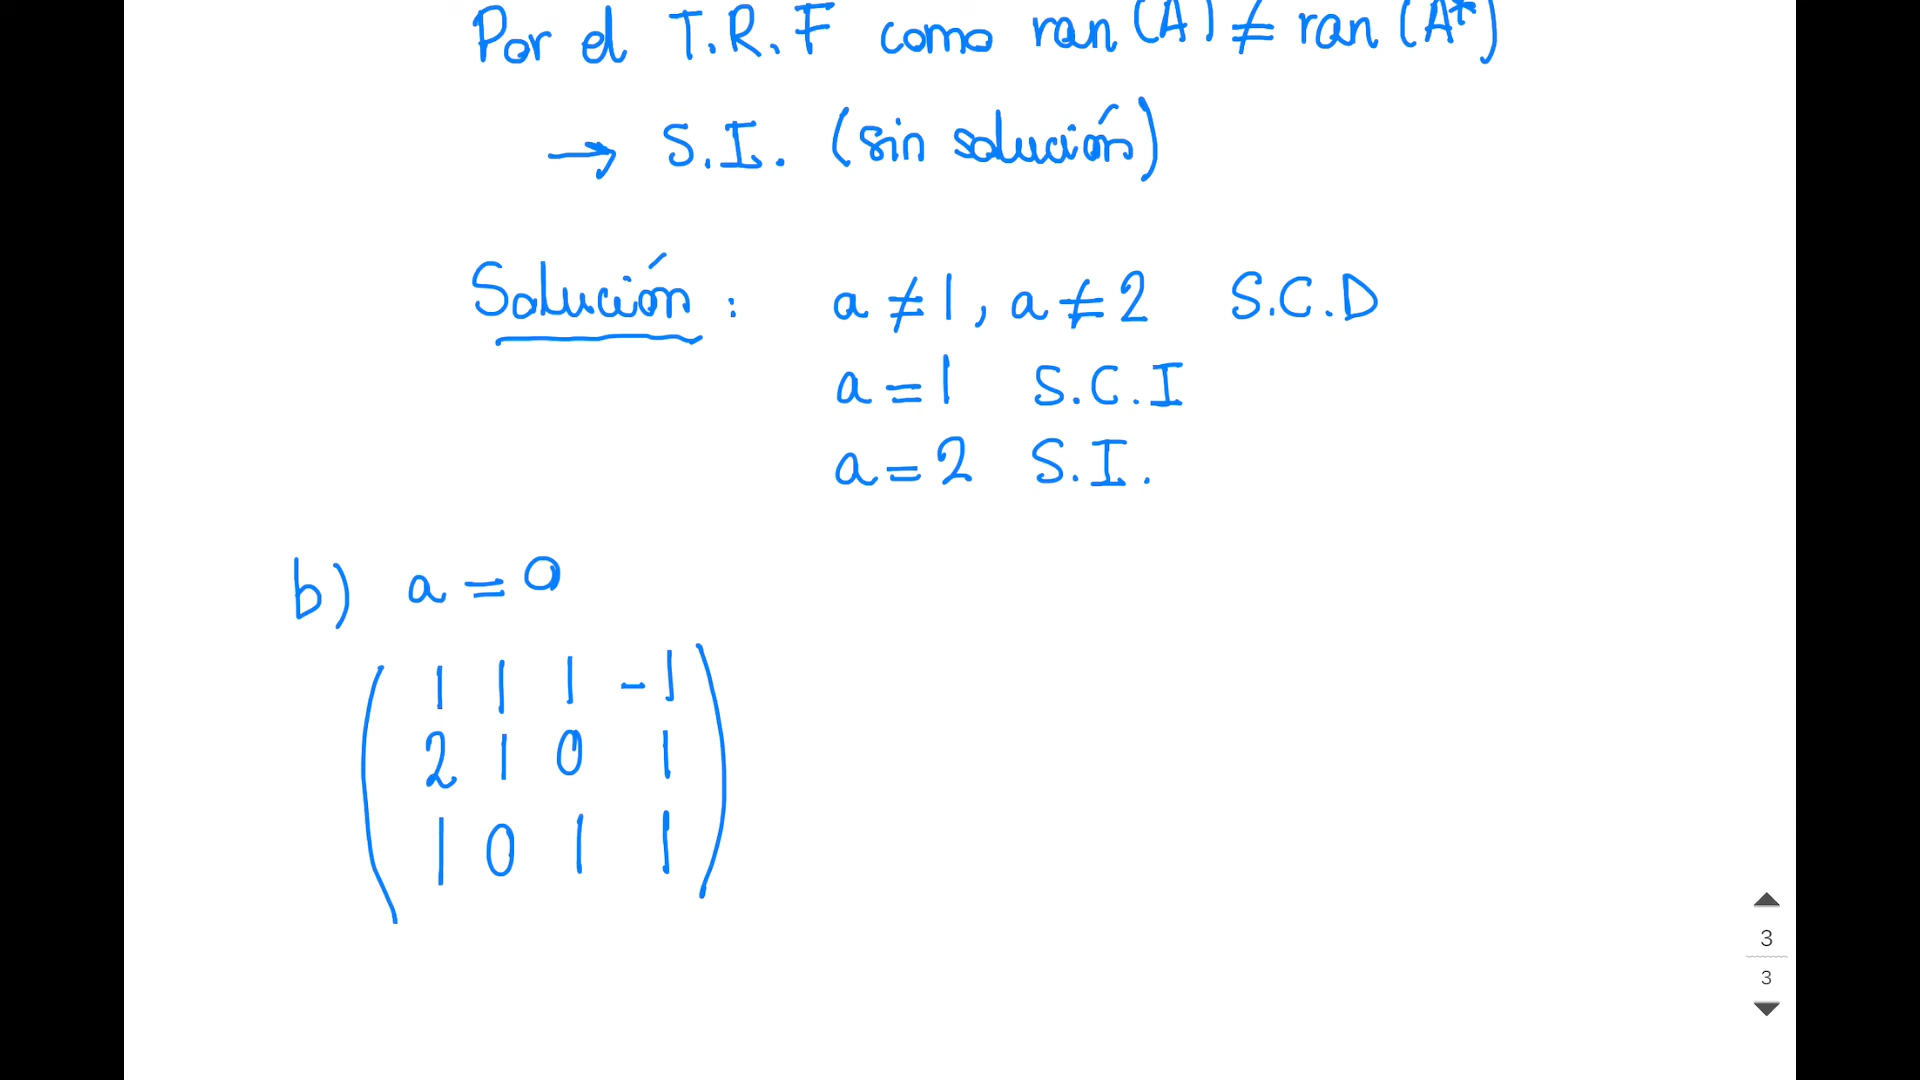 Por el T.R.F como ran (A) ≠ ran (A*)
→ S.I. (sin solución)
Solución : a ≠ 1, a ≠ 2 S.C.D
a = 1 S.C.I
a = 2 S.I.
b) a = 0
1 1 1 -1
2 1 0 1
1 0 1 1
3
3